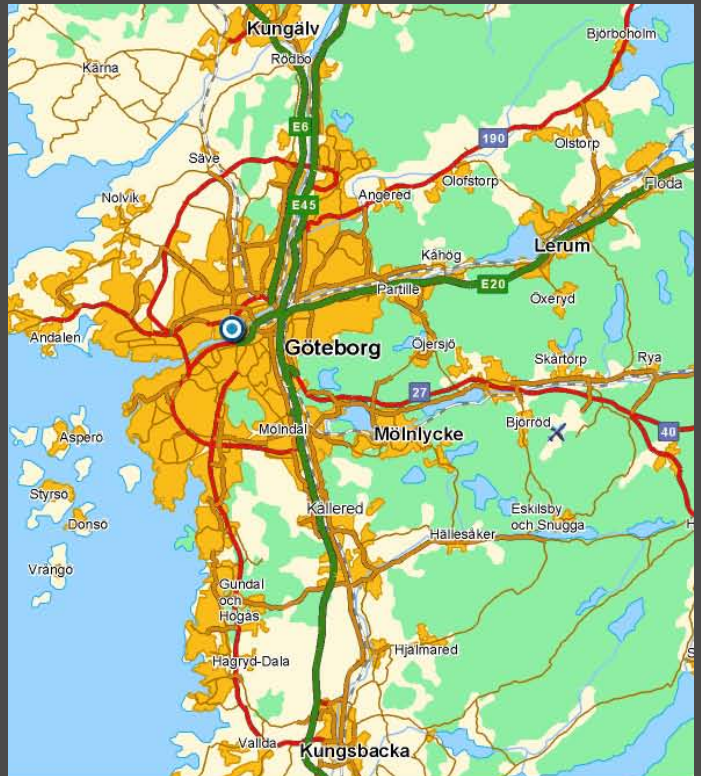 Kungälv
Björboholm
Rödbo
Kärna
E6
190
Olstorp
Säve
Floda
Angered
Olofstorp
Nolvik
E45
Kåhög
Lerum
E20
Partille
Öxeryd
Andalen
Göteborg
Öjersjö
Skårtorp
Rya
27
Mölndal
Mölnlycke
Björröd
40
Asperö
Styrsö
Donsö
Källered
Eskilsby
och Snugga
Hällesåker
Vrångö
Gundal
och
Högås
Hjälmared
Hagryd-Dala
Vallda
Kungsbacka